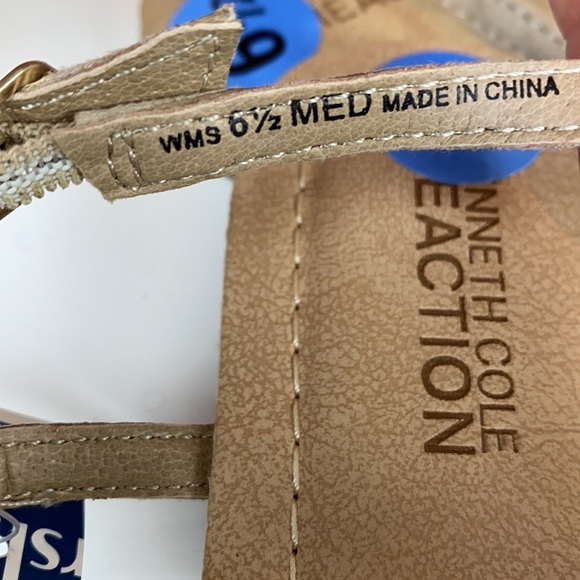 WMS 6½ MED MADE IN CHINA
NNETH COLE
EACTION